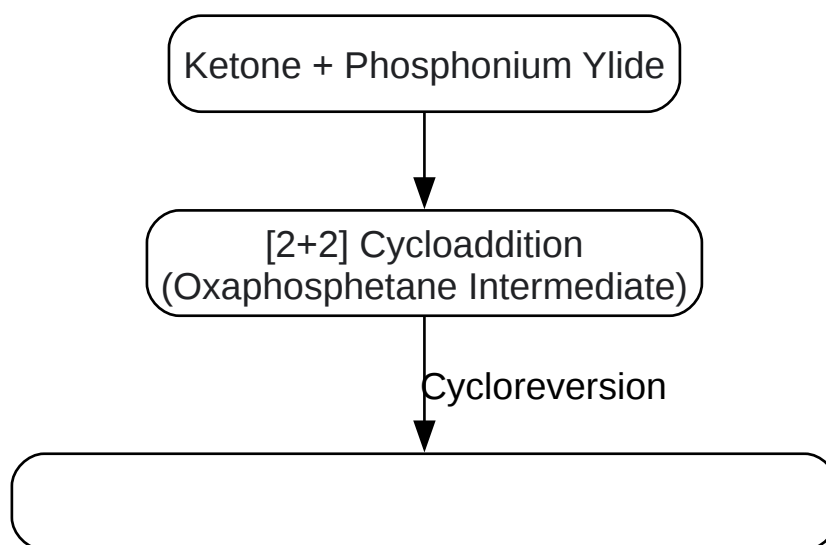 Ketone + Phosphonium Ylide
[2+2] Cycloaddition
(Oxaphosphetane Intermediate)
Cycloreversion